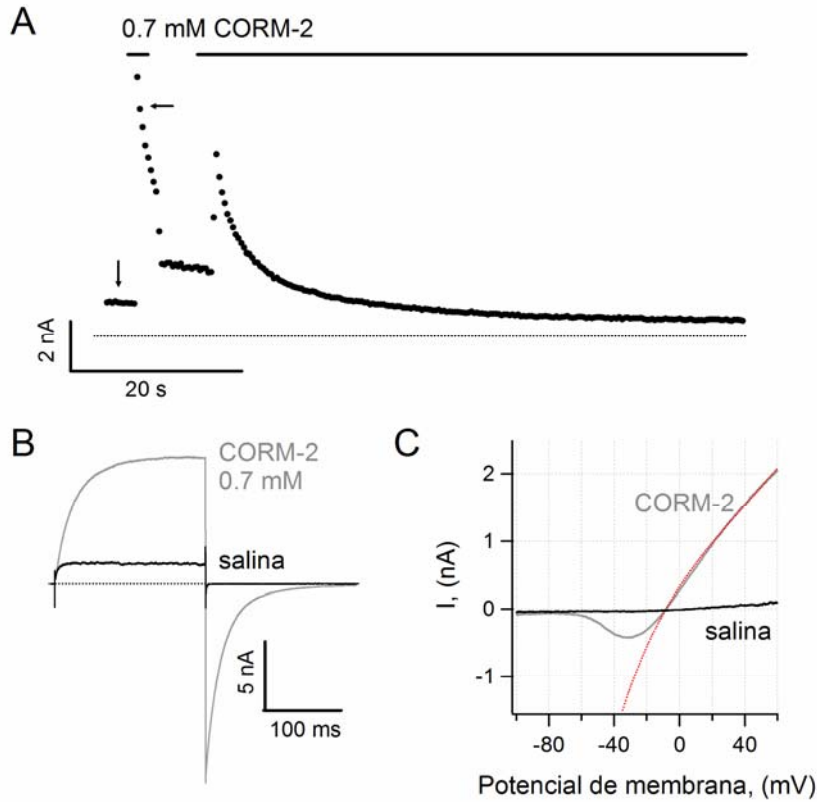 A
0.7 mM CORM-2
2 nA
20 s
B
CORM-2
0.7 mM
salina
5 nA
100 ms
C
2
1
0
-1
I, (nA)
CORM-2
salina
-80
-40
0
40
Potencial de membrana, (mV)